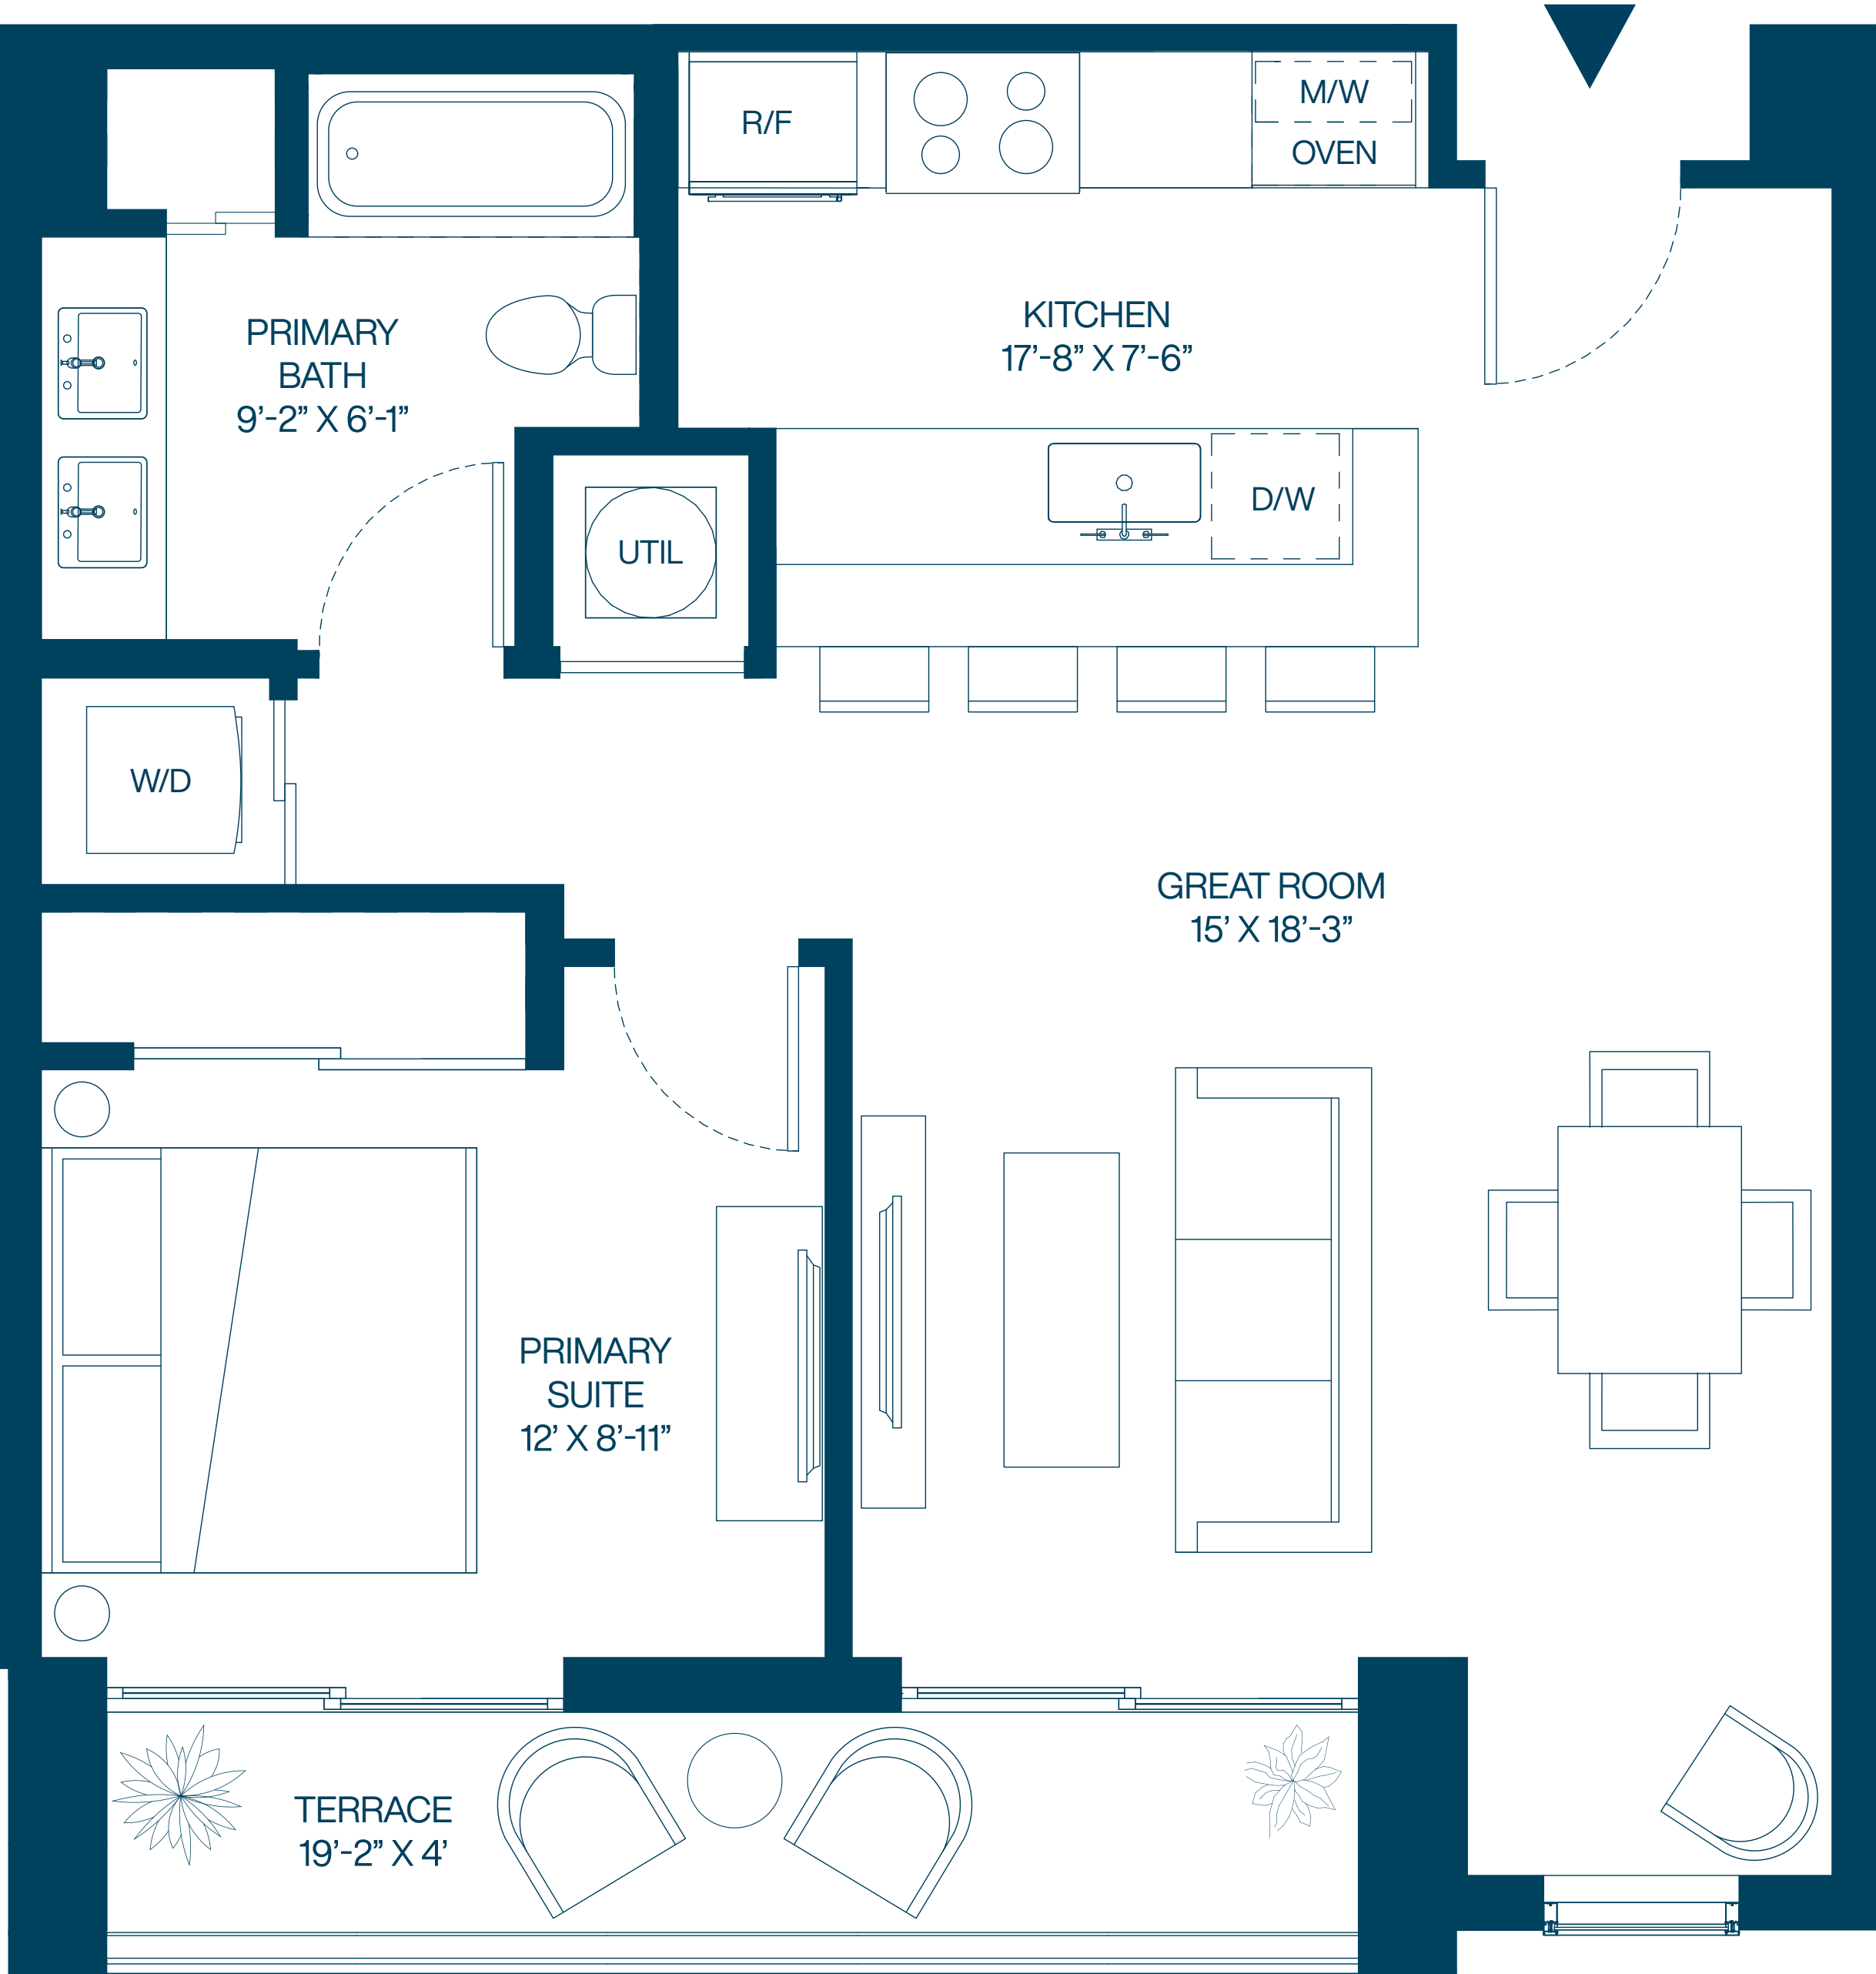 R/F
M/W
OVEN
PRIMARY
BATH
9’-2” X 6’-1”
KITCHEN
17’-8” X 7’-6”
D/W
UTIL
W/D
GREAT ROOM
15’ X 18’-3”
PRIMARY
SUITE
12’ X 8’-11”
TERRACE
19’-2” X 4’